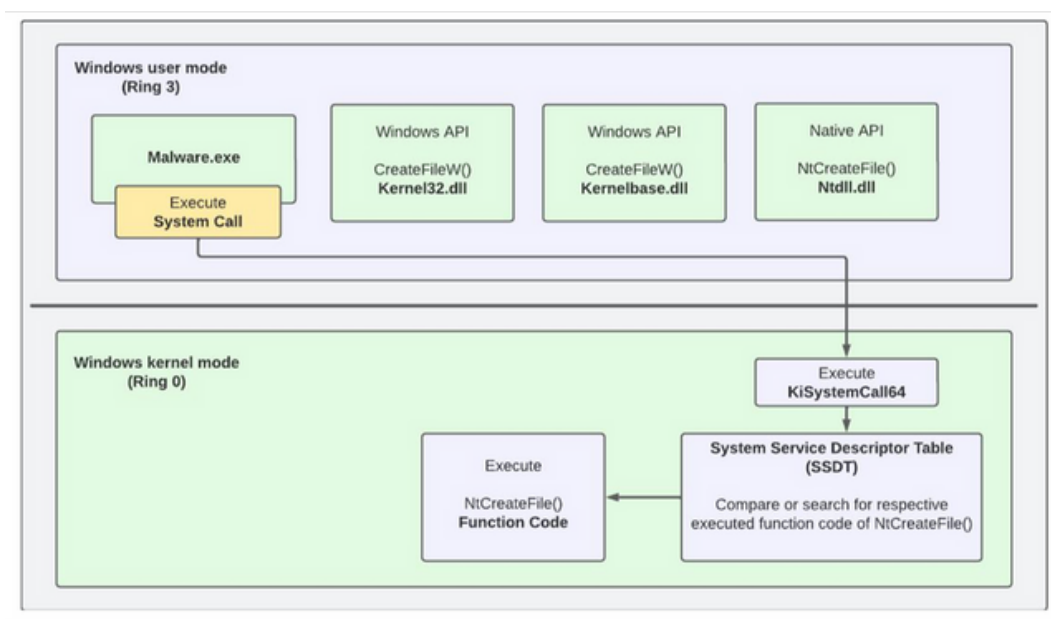 Windows user mode
(Ring 3)
Malware.exe
Execute
System Call
Windows API
CreateFileW()
Kernel32.dll
Windows API
CreateFileW()
Kernelbase.dll
Native API
NtCreateFile()
Ntdll.dll
Windows kernel mode
(Ring 0)
Execute
KiSystemCall64
System Service Descriptor Table
(SSDT)
Compare or search for respective
executed function code of NtCreateFile()
Execute
NtCreateFile()
Function Code